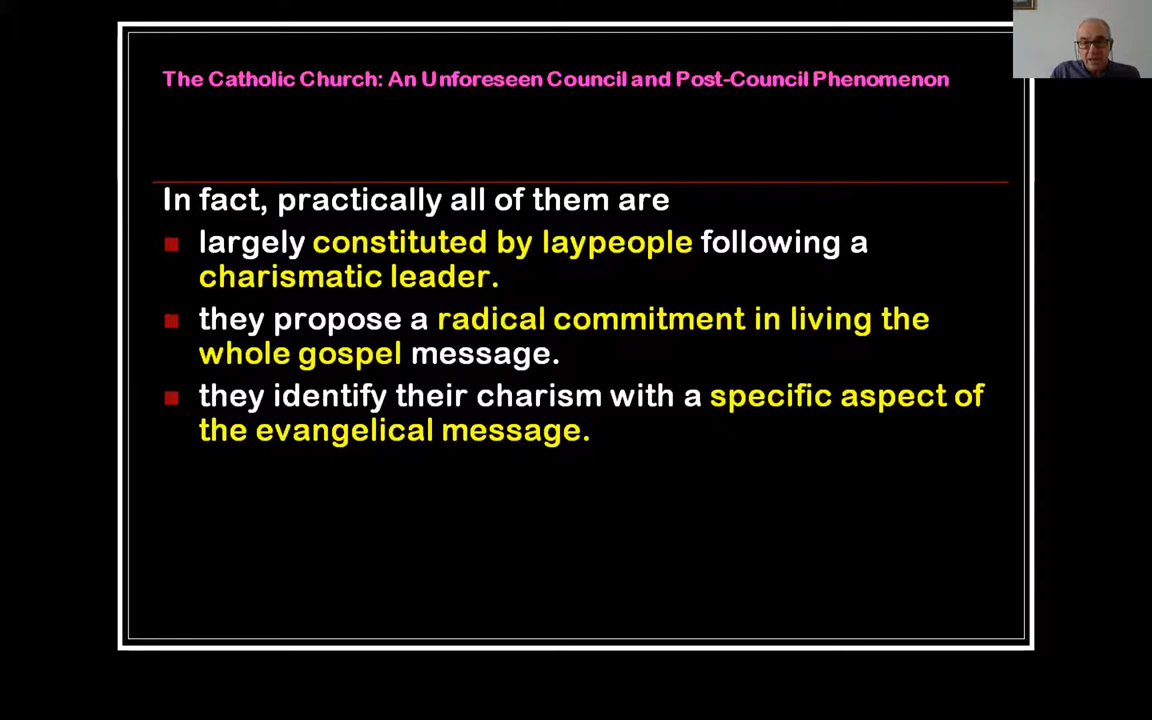 The Catholic Church: An Unforeseen Council and Post-Council Phenomenon
In fact, practically all of them are
largely constituted by laypeople following a
charismatic leader.
they propose a radical commitment in living the
whole gospel message.
they identify their charism with a specific aspect of
the evangelical message.